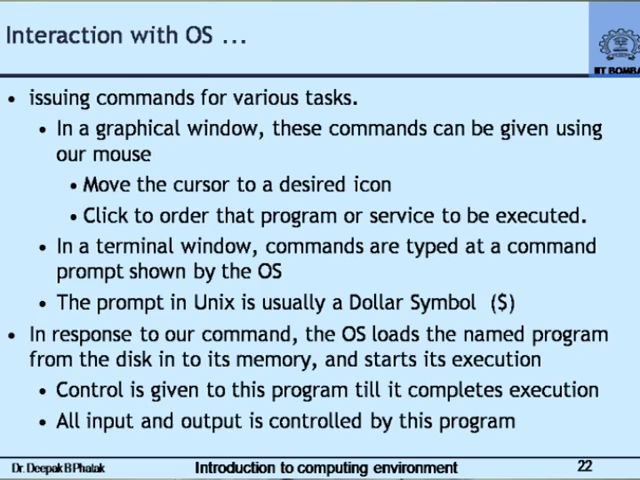 Interaction with OS ...
IIT BOMBA
• issuing commands for various tasks.
• In a graphical window, these commands can be given using
our mouse
• Move the cursor to a desired icon
• Click to order that program or service to be executed.
• In a terminal window, commands are typed at a command
prompt shown by the OS
• The prompt in Unix is usually a Dollar Symbol ($)
• In response to our command, the OS loads the named program
from the disk in to its memory, and starts its execution
• Control is given to this program till it completes execution
• All input and output is controlled by this program
Dr. Deepak B Phatak Introduction to computing environment 22